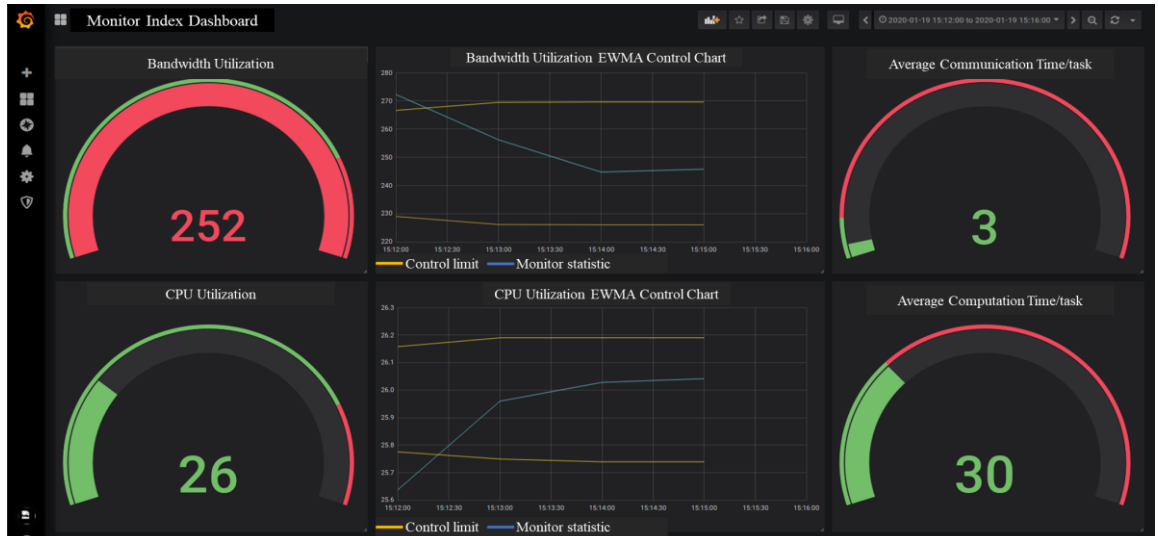 Monitor Index Dashboard
2020-01-19 15:12:00 to 2020-01-19 15:16:00
Bandwidth Utilization
252
Bandwidth Utilization EWMA Control Chart
280
270
260
250
240
230
220
15:12:00 15:12:30 15:13:00 15:13:30 15:14:00 15:14:30 15:15:00 15:15:30 15:16:00
Control limit Monitor statistic
Average Communication Time/task
3
CPU Utilization
26
CPU Utilization EWMA Control Chart
26.3
26.2
26.1
26.0
25.9
25.8
25.7
25.6
15:12:00 15:12:30 15:13:00 15:13:30 15:14:00 15:14:30 15:15:00 15:15:30 15:16:00
Control limit Monitor statistic
Average Computation Time/task
30